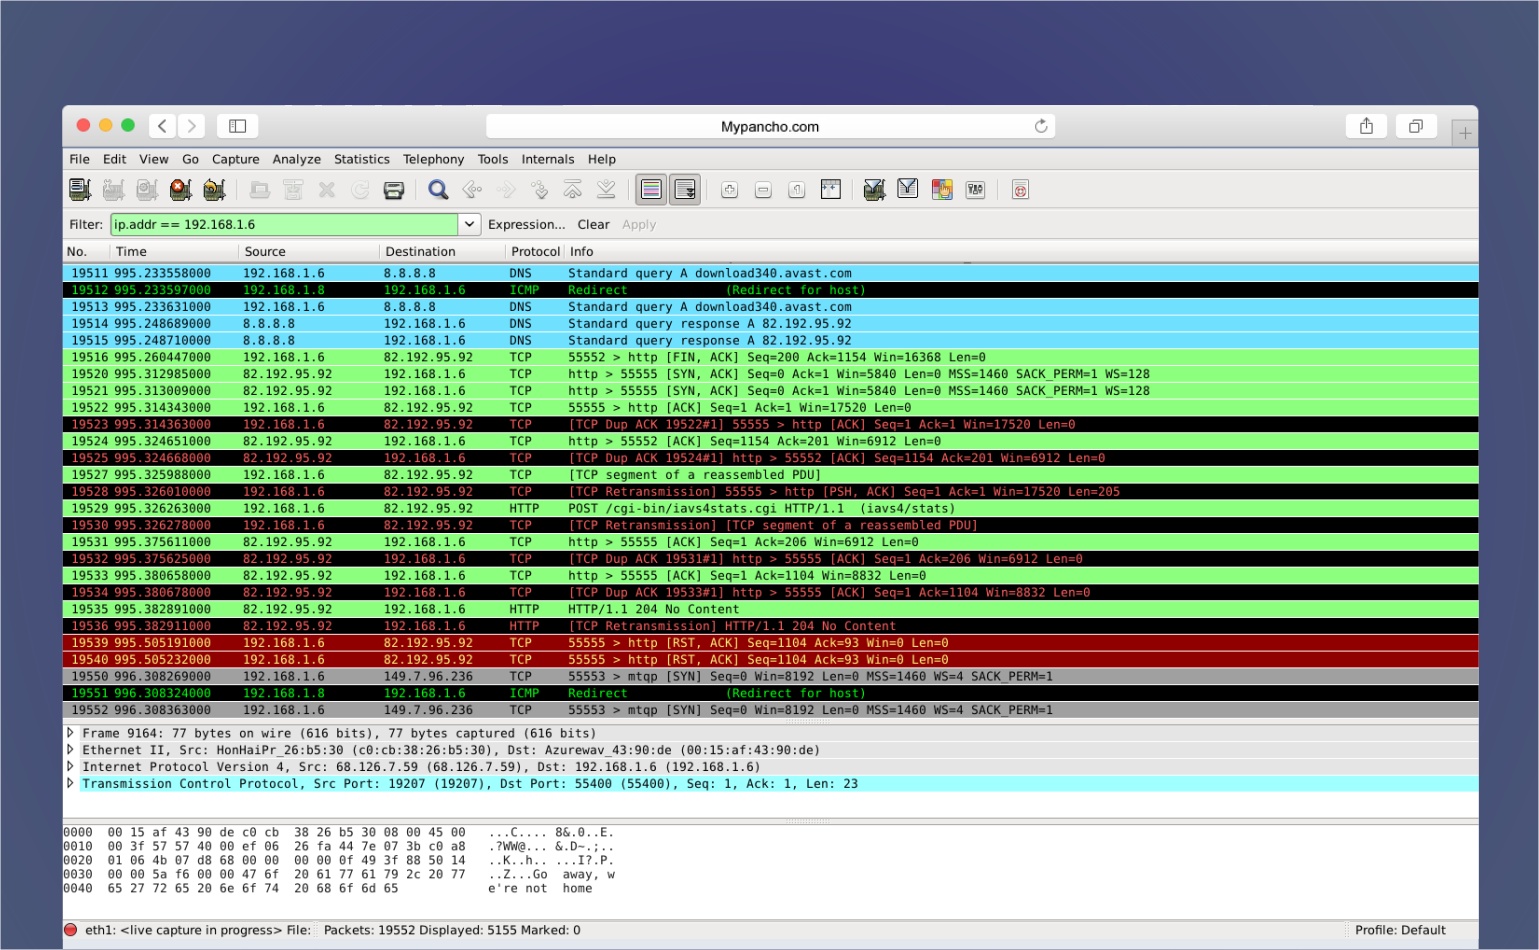 Mypancho.com
File Edit View Go Capture Analyze Statistics Telephony Tools Internals Help
Filter: ip.addr == 192.168.1.6 Expression... Clear Apply
No. Time Source Destination Protocol Info
19511 995.233558000 192.168.1.6 8.8.8.8 DNS Standard query A download340.avast.com
19512 995.233597000 192.168.1.8 192.168.1.6 ICMP Redirect (Redirect for host)
19513 995.233631000 192.168.1.6 8.8.8.8 DNS Standard query A download340.avast.com
19514 995.248689000 8.8.8.8 192.168.1.6 DNS Standard query response A 82.192.95.92
19515 995.248710000 8.8.8.8 192.168.1.6 DNS Standard query response A 82.192.95.92
19516 995.260447000 192.168.1.6 82.192.95.92 TCP 55552 > http [FIN, ACK] Seq=200 Ack=1154 Win=16368 Len=0
19520 995.312985000 82.192.95.92 192.168.1.6 TCP http > 55555 [SYN, ACK] Seq=0 Ack=1 Win=5840 Len=0 MSS=1460 SACK_PERM=1 WS=128
19521 995.313009000 82.192.95.92 192.168.1.6 TCP http > 55555 [SYN, ACK] Seq=0 Ack=1 Win=5840 Len=0 MSS=1460 SACK_PERM=1 WS=128
19522 995.314343000 192.168.1.6 82.192.95.92 TCP 55555 > http [ACK] Seq=1 Ack=1 Win=17520 Len=0
19523 995.314363000 192.168.1.6 82.192.95.92 TCP [TCP Dup ACK 19522#1] 55555 > http [ACK] Seq=1 Ack=1 Win=17520 Len=0
19524 995.324651000 82.192.95.92 192.168.1.6 TCP http > 55552 [ACK] Seq=1154 Ack=201 Win=6912 Len=0
19525 995.324668000 82.192.95.92 192.168.1.6 TCP [TCP Dup ACK 19524#1] http > 55552 [ACK] Seq=1154 Ack=201 Win=6912 Len=0
19527 995.325988000 192.168.1.6 82.192.95.92 TCP [TCP segment of a reassembled PDU]
19528 995.326010000 192.168.1.6 82.192.95.92 TCP [TCP Retransmission] 55555 > http [PSH, ACK] Seq=1 Ack=1 Win=17520 Len=205
19529 995.326263000 192.168.1.6 82.192.95.92 HTTP POST /cgi-bin/iavs4stats.cgi HTTP/1.1 (iavs4/stats)
19530 995.326278000 192.168.1.6 82.192.95.92 TCP [TCP Retransmission] [TCP segment of a reassembled PDU]
19531 995.375611000 82.192.95.92 192.168.1.6 TCP http > 55555 [ACK] Seq=1 Ack=206 Win=6912 Len=0
19532 995.375625000 82.192.95.92 192.168.1.6 TCP [TCP Dup ACK 19531#1] http > 55555 [ACK] Seq=1 Ack=206 Win=6912 Len=0
19533 995.380658000 82.192.95.92 192.168.1.6 TCP http > 55555 [ACK] Seq=1 Ack=1104 Win=8832 Len=0
19534 995.380678000 82.192.95.92 192.168.1.6 TCP [TCP Dup ACK 19533#1] http > 55555 [ACK] Seq=1 Ack=1104 Win=8832 Len=0
19535 995.382891000 82.192.95.92 192.168.1.6 HTTP HTTP/1.1 204 No Content
19536 995.382911000 82.192.95.92 192.168.1.6 HTTP [TCP Retransmission] HTTP/1.1 204 No Content
19539 995.505191000 192.168.1.6 82.192.95.92 TCP 55555 > http [RST, ACK] Seq=1104 Ack=93 Win=0 Len=0
19540 995.505232000 192.168.1.6 82.192.95.92 TCP 55555 > http [RST, ACK] Seq=1104 Ack=93 Win=0 Len=0
19550 996.308269000 192.168.1.6 149.7.96.236 TCP 55553 > mtqp [SYN] Seq=0 Win=8192 Len=0 MSS=1460 WS=4 SACK_PERM=1
19551 996.308324000 192.168.1.8 192.168.1.6 ICMP Redirect (Redirect for host)
19552 996.308363000 192.168.1.6 149.7.96.236 TCP 55553 > mtqp [SYN] Seq=0 Win=8192 Len=0 MSS=1460 WS=4 SACK_PERM=1
Frame 9164: 77 bytes on wire (616 bits), 77 bytes captured (616 bits)
Ethernet II, Src: HonHaiPr_26:b5:30 (c0:cb:38:26:b5:30), Dst: Azurewav_43:90:de (00:15:af:43:90:de)
Internet Protocol Version 4, Src: 68.126.7.59 (68.126.7.59), Dst: 192.168.1.6 (192.168.1.6)
Transmission Control Protocol, Src Port: 19207 (19207), Dst Port: 55400 (55400), Seq: 1, Ack: 1, Len: 23
0000 00 15 af 43 90 de c0 cb 38 26 b5 30 08 00 45 00 ...C.... 8&.0..E.
0010 00 3f 57 57 40 00 ef 06 26 fa 44 7e 07 3b c0 a8 .?WW@... &.D~.;..
0020 01 06 4b 07 d8 68 00 00 00 00 0f 49 3f 88 50 14 ..K..h.. ...I?.P.
0030 00 00 5a f6 00 00 47 6f 20 61 77 61 79 2c 20 77 ..Z...Go away, w
0040 65 27 72 65 20 6e 6f 74 20 68 6f 6d 65 e're not home
eth1: <live capture in progress> File: Packets: 19552 Displayed: 5155 Marked: 0 Profile: Default